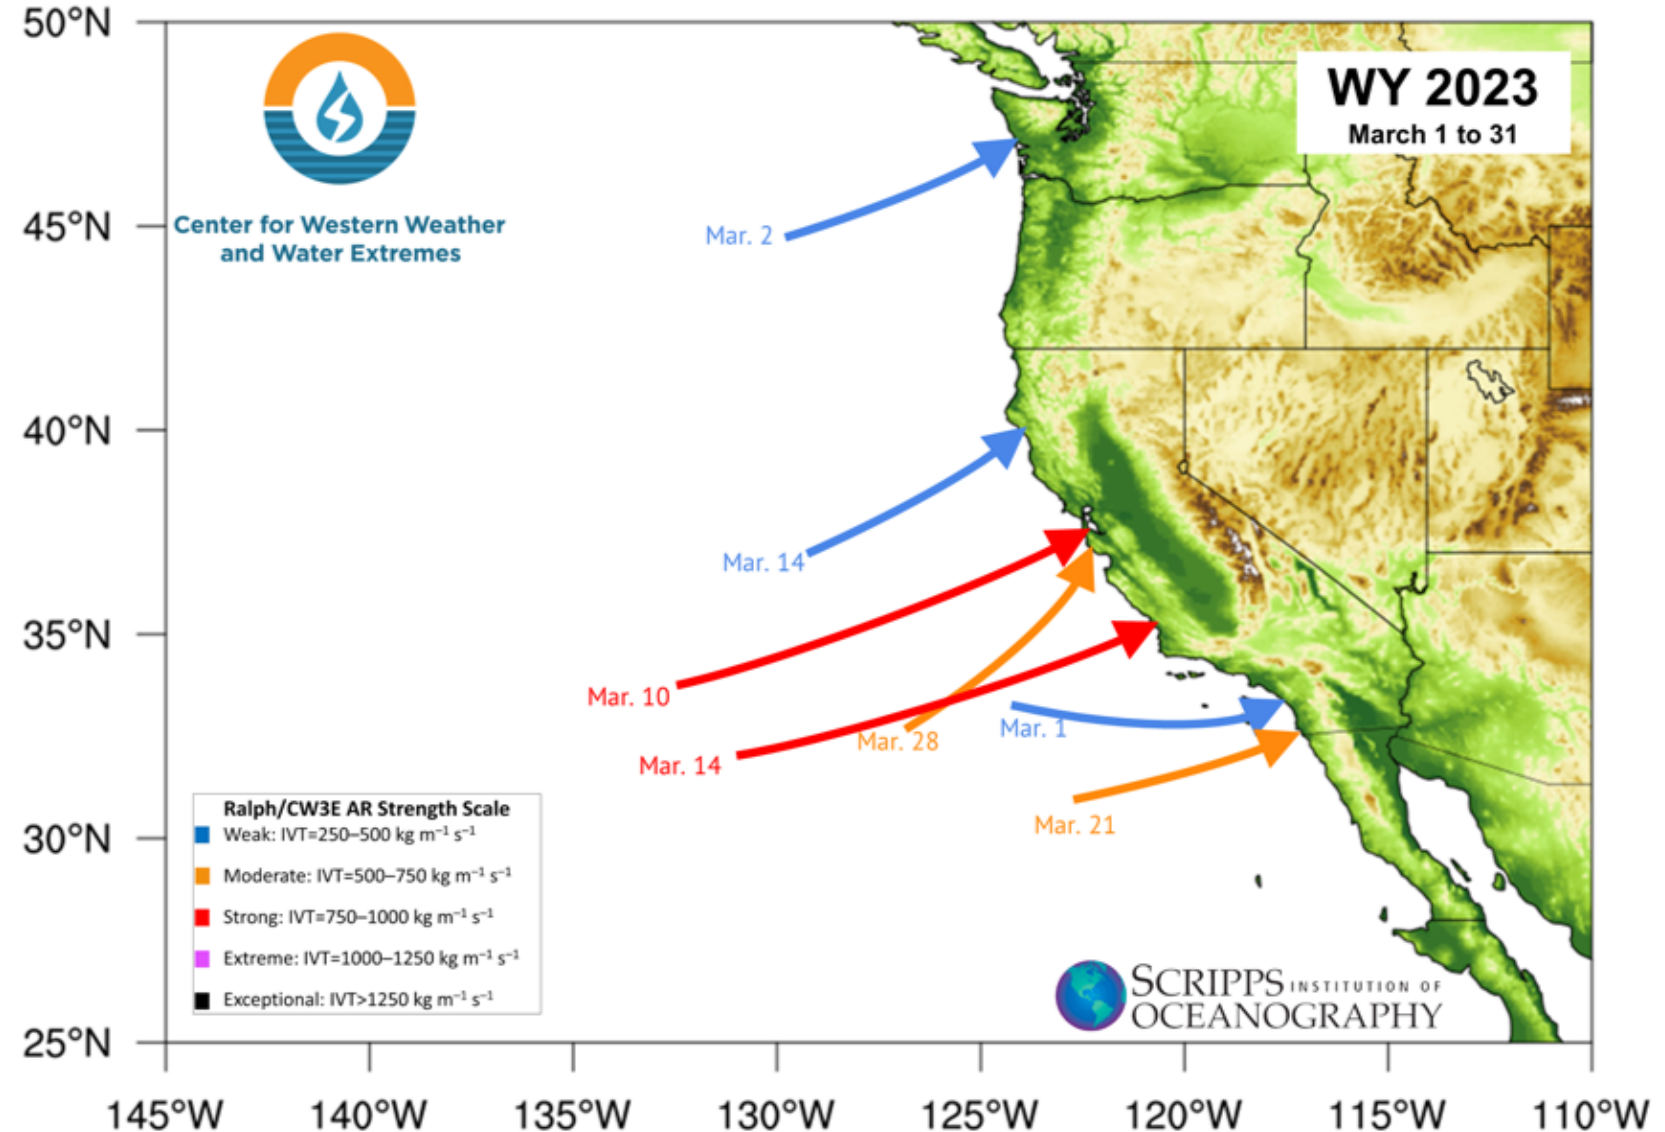 50°N
45°N
40°N
35°N
30°N
25°N
145°W 140°W 135°W 130°W 125°W 120°W 115°W 110°W
Center for Western Weather
and Water Extremes
WY 2023
March 1 to 31
Mar. 2
Mar. 14
Mar. 10
Mar. 28
Mar. 14
Mar. 1
Mar. 21
Ralph/CW3E AR Strength Scale
Weak: IVT=250–500 kg m⁻¹ s⁻¹
Moderate: IVT=500–750 kg m⁻¹ s⁻¹
Strong: IVT=750–1000 kg m⁻¹ s⁻¹
Extreme: IVT=1000–1250 kg m⁻¹ s⁻¹
Exceptional: IVT>1250 kg m⁻¹ s⁻¹
SCRIPPS INSTITUTION OF
OCEANOGRAPHY